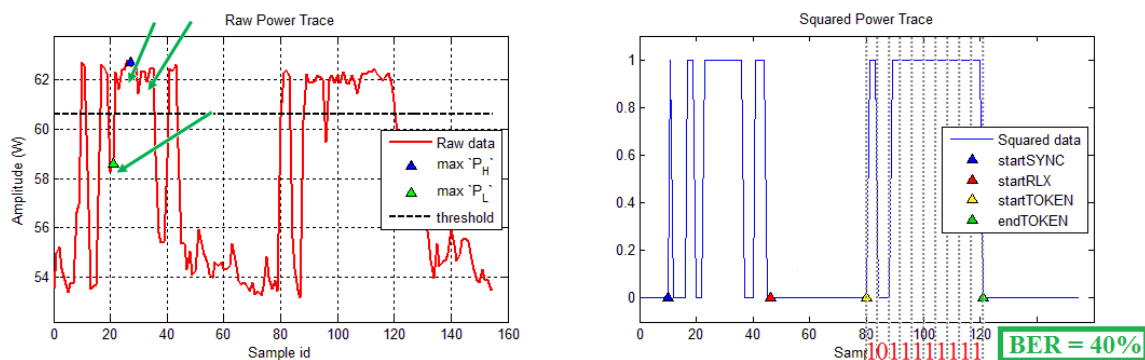 Raw Power Trace
Amplitude (W)
62
60
58
56
54
0 20 40 60 80 100 120 140 160
Sample id
Raw data
max `P_H`
max `P_L`
threshold
Squared Power Trace
1
0.8
0.6
0.4
0.2
0
0 20 40 60 80 100 120 140
Squared data
startSYNC
startRLX
startTOKEN
endTOKEN
1011111111
BER = 40%